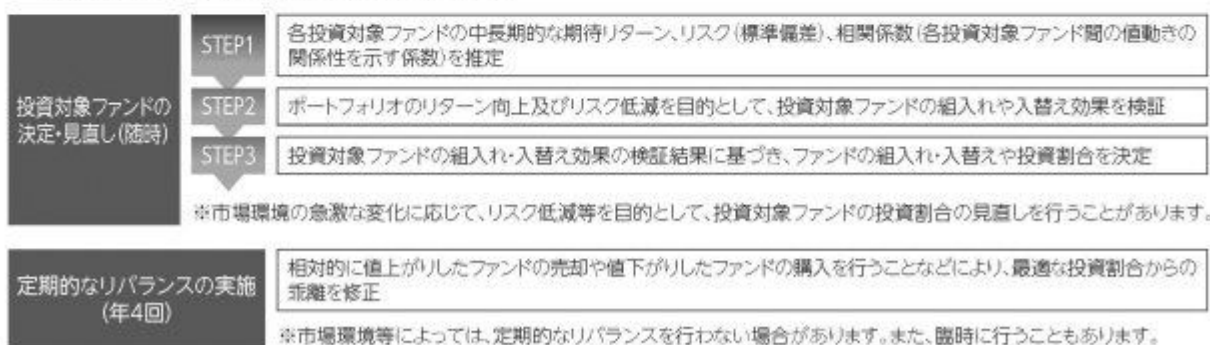 投資対象ファンドの
決定・見直し(随時)
STEP1
各投資対象ファンドの中長期的な期待リターン、リスク(標準偏差)、相関係数(各投資対象ファンド間の値動きの
関係性を示す係数)を推定
STEP2
ポートフォリオのリターン向上及びリスク低減を目的として、投資対象ファンドの組入れや入替え効果を検証
STEP3
投資対象ファンドの組入れ・入替え効果の検証結果に基づき、ファンドの組入れ・入替えや投資割合を決定
※市場環境の急激な変化に応じて、リスク低減等を目的として、投資対象ファンドの投資割合の見直しを行うことがあります。
定期的なリバランスの実施
(年4回)
相対的に値上がりしたファンドの売却や値下がりしたファンドの購入を行うことなどにより、最適な投資割合からの
乖離を修正
※市場環境等によっては、定期的なリバランスを行わない場合があります。また、臨時に行うこともあります。